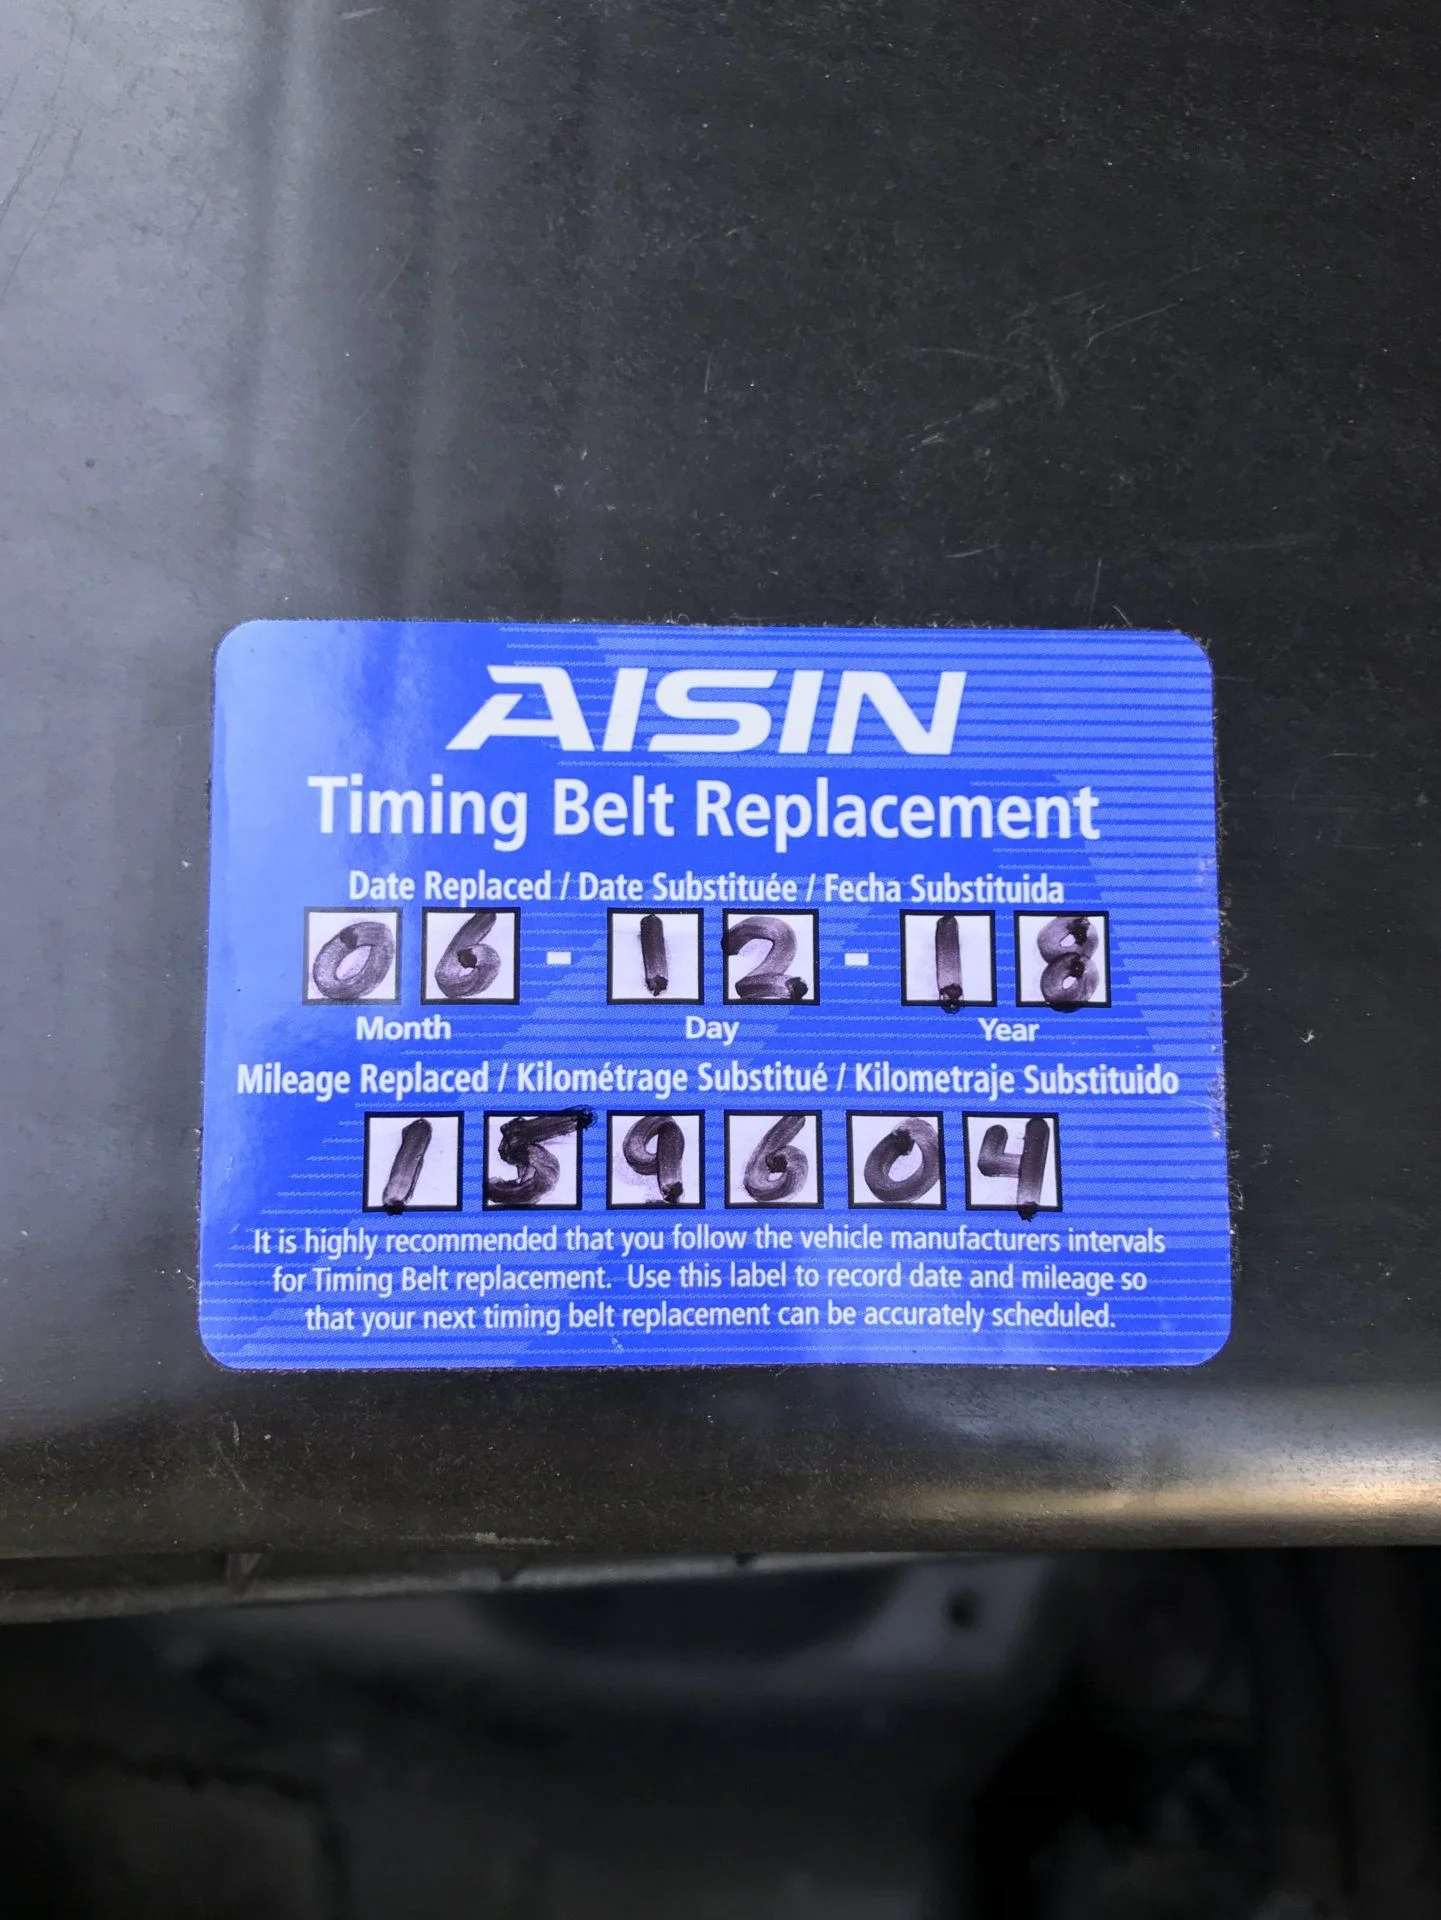 AISIN
Timing Belt Replacement
Date Replaced / Date Substituée / Fecha Substituida
06 - 12 - 18
Month Day Year
Mileage Replaced / Kilométrage Substitué / Kilometraje Substituido
159604
It is highly recommended that you follow the vehicle manufacturers intervals
for Timing Belt replacement. Use this label to record date and mileage so
that your next timing belt replacement can be accurately scheduled.